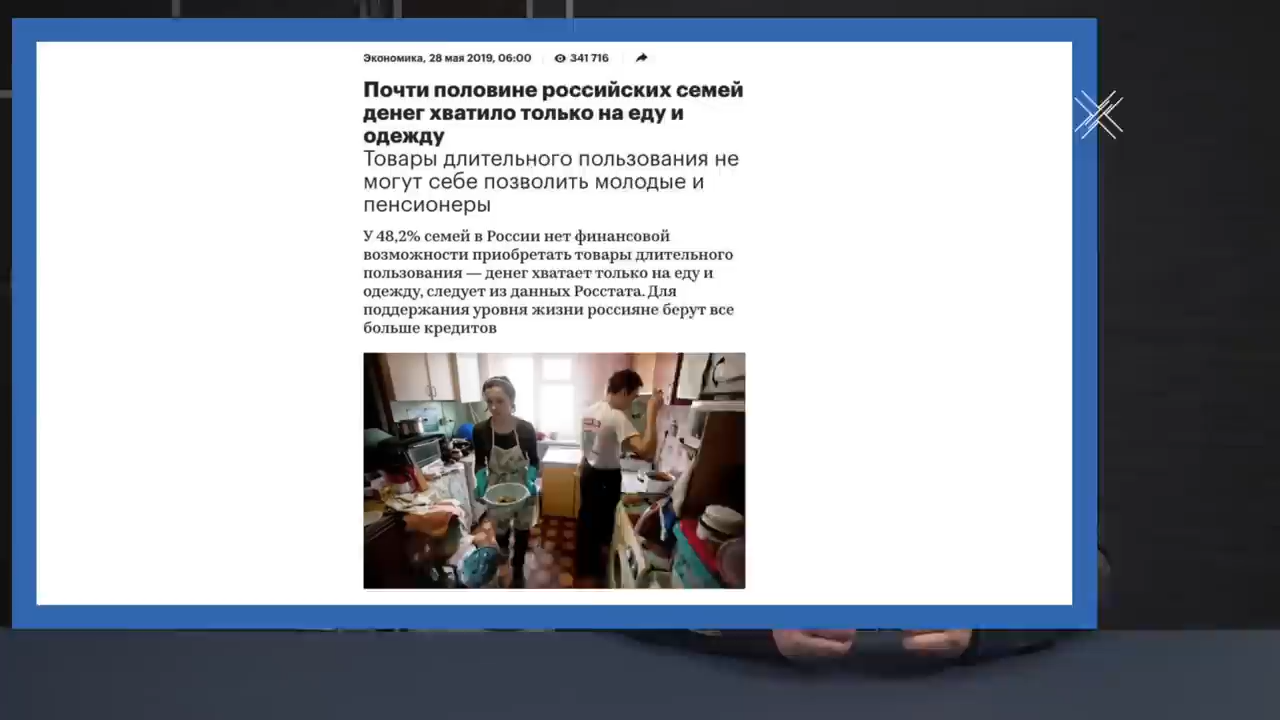 Экономика, 28 мая 2019, 06:00 341 716
Почти половине российских семей
денег хватило только на еду и
одежду
Товары длительного пользования не
могут себе позволить молодые и
пенсионеры
У 48,2% семей в России нет финансовой
возможности приобретать товары длительного
пользования — денег хватает только на еду и
одежду, следует из данных Росстата. Для
поддержания уровня жизни россияне берут все
больше кредитов